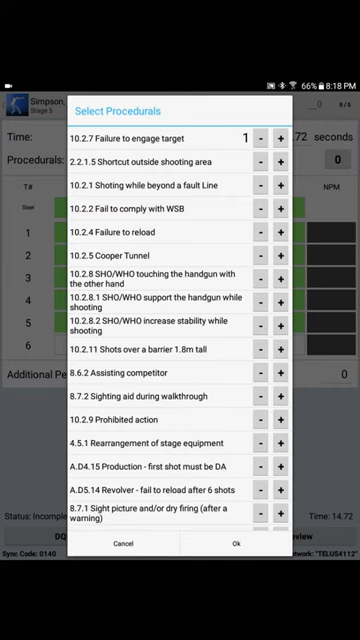 66% 8:18 PM
Simpson,
Stage 5
_0
0/6
Select Procedurals
Time:
.72 seconds
10.2.7 Failure to engage target 1 - +
Procedurals:
0
2.2.1.5 Shortcut outside shooting area - +
T#
NPM
10.2.1 Shoting while beyond a fault Line - +
Steel
10.2.2 Fail to comply with WSB - +
1
10.2.4 Failure to reload - +
2
10.2.5 Cooper Tunnel - +
3
10.2.8 SHO/WHO touching the handgun with
the other hand - +
4
10.2.8.1 SHO/WHO support the handgun while
shooting - +
5
10.2.8.2 SHO/WHO increase stability while
shooting - +
6
10.2.11 Shots over a barrier 1.8m tall - +
Additional Pe
0
8.6.2 Assisting competitor - +
8.7.2 Sighting aid during walkthrough - +
10.2.9 Prohibited action - +
4.5.1 Rearrangement of stage equipment - +
A.D4.15 Production - first shot must be DA - +
A.D5.14 Revolver - fail to reload after 6 shots - +
8.7.1 Sight picture and/or dry firing (after a
warning) - +
Status: Incomple
Time: 14.72
DQ
eview
Cancel
Ok
Sync Code: 0140
twork: "TELUS4112"